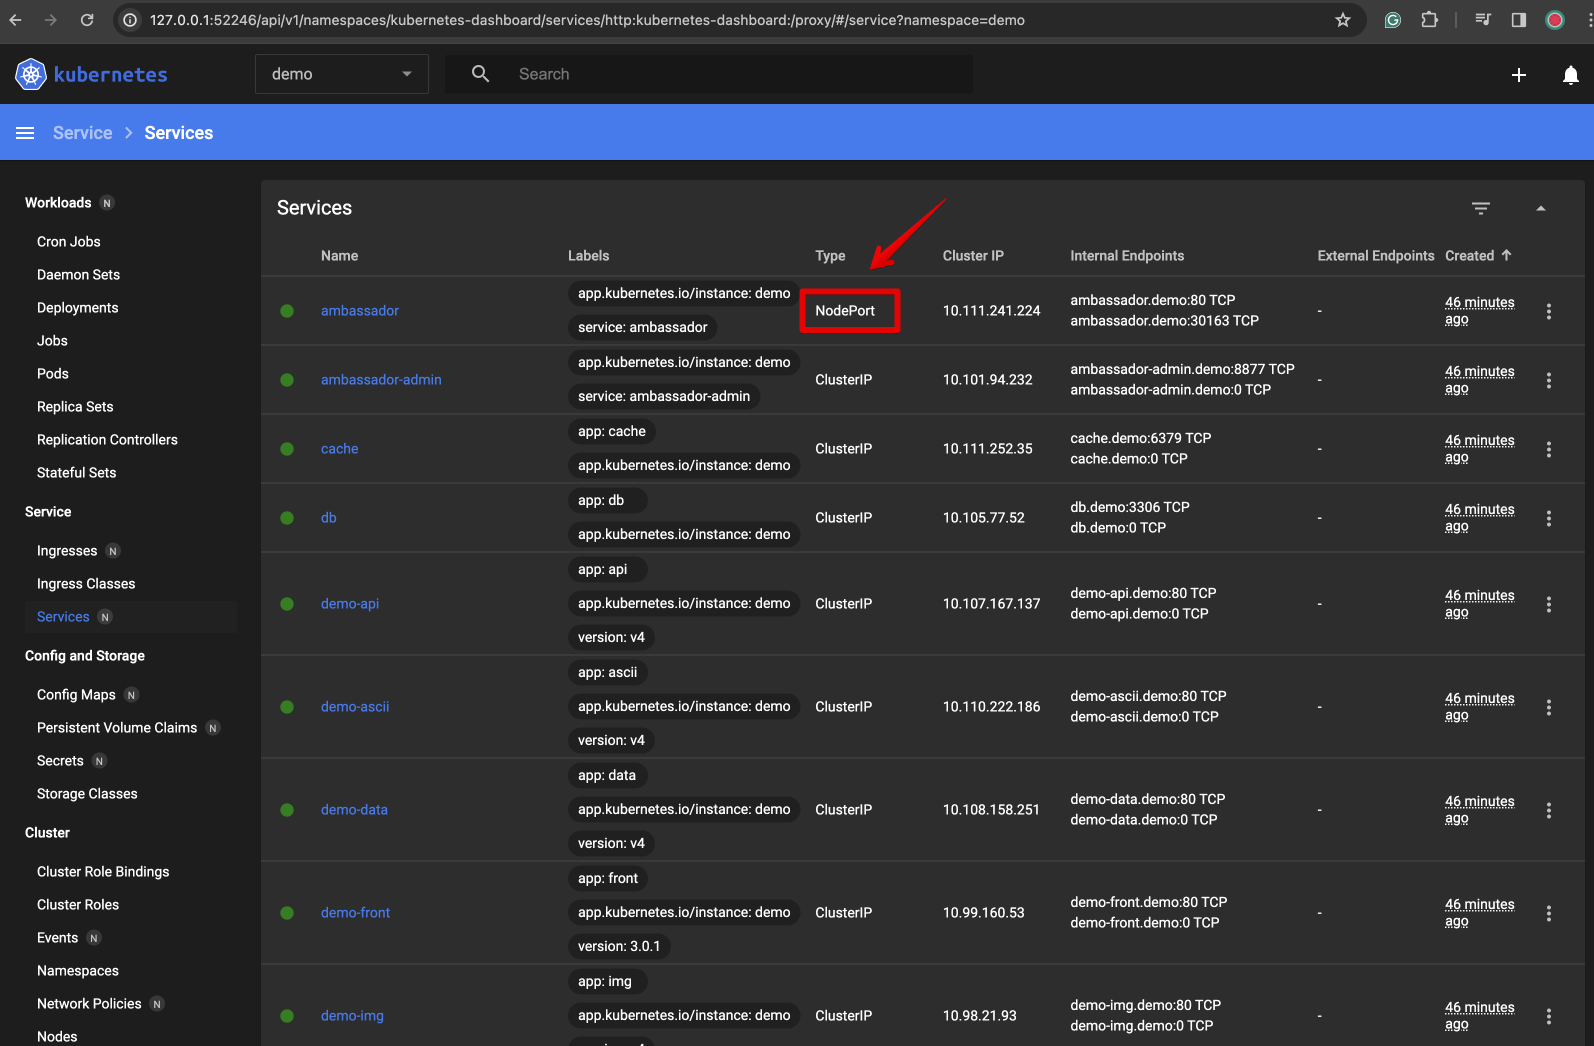 127.0.0.1:52246/api/v1/namespaces/kubernetes-dashboard/services/http:kubernetes-dashboard:/proxy/#/service?namespace=demo
kubernetes
demo
Search
Service > Services
Workloads N
Cron Jobs
Daemon Sets
Deployments
Jobs
Pods
Replica Sets
Replication Controllers
Stateful Sets
Service
Ingresses N
Ingress Classes
Services N
Config and Storage
Config Maps N
Persistent Volume Claims N
Secrets N
Storage Classes
Cluster
Cluster Role Bindings
Cluster Roles
Events N
Namespaces
Network Policies N
Nodes
Services
Name Labels Type Cluster IP Internal Endpoints External Endpoints Created
ambassador
app.kubernetes.io/instance: demo
service: ambassador
NodePort
10.111.241.224
ambassador.demo:80 TCP
ambassador.demo:30163 TCP
-
46 minutes
ago
ambassador-admin
app.kubernetes.io/instance: demo
service: ambassador-admin
ClusterIP
10.101.94.232
ambassador-admin.demo:8877 TCP
ambassador-admin.demo:0 TCP
-
46 minutes
ago
cache
app: cache
app.kubernetes.io/instance: demo
ClusterIP
10.111.252.35
cache.demo:6379 TCP
cache.demo:0 TCP
-
46 minutes
ago
db
app: db
app.kubernetes.io/instance: demo
ClusterIP
10.105.77.52
db.demo:3306 TCP
db.demo:0 TCP
-
46 minutes
ago
demo-api
app: api
app.kubernetes.io/instance: demo
version: v4
ClusterIP
10.107.167.137
demo-api.demo:80 TCP
demo-api.demo:0 TCP
-
46 minutes
ago
demo-ascii
app: ascii
app.kubernetes.io/instance: demo
version: v4
ClusterIP
10.110.222.186
demo-ascii.demo:80 TCP
demo-ascii.demo:0 TCP
-
46 minutes
ago
demo-data
app: data
app.kubernetes.io/instance: demo
version: v4
ClusterIP
10.108.158.251
demo-data.demo:80 TCP
demo-data.demo:0 TCP
-
46 minutes
ago
demo-front
app: front
app.kubernetes.io/instance: demo
version: 3.0.1
ClusterIP
10.99.160.53
demo-front.demo:80 TCP
demo-front.demo:0 TCP
-
46 minutes
ago
demo-img
app: img
app.kubernetes.io/instance: demo
ClusterIP
10.98.21.93
demo-img.demo:80 TCP
demo-img.demo:0 TCP
-
46 minutes
ago